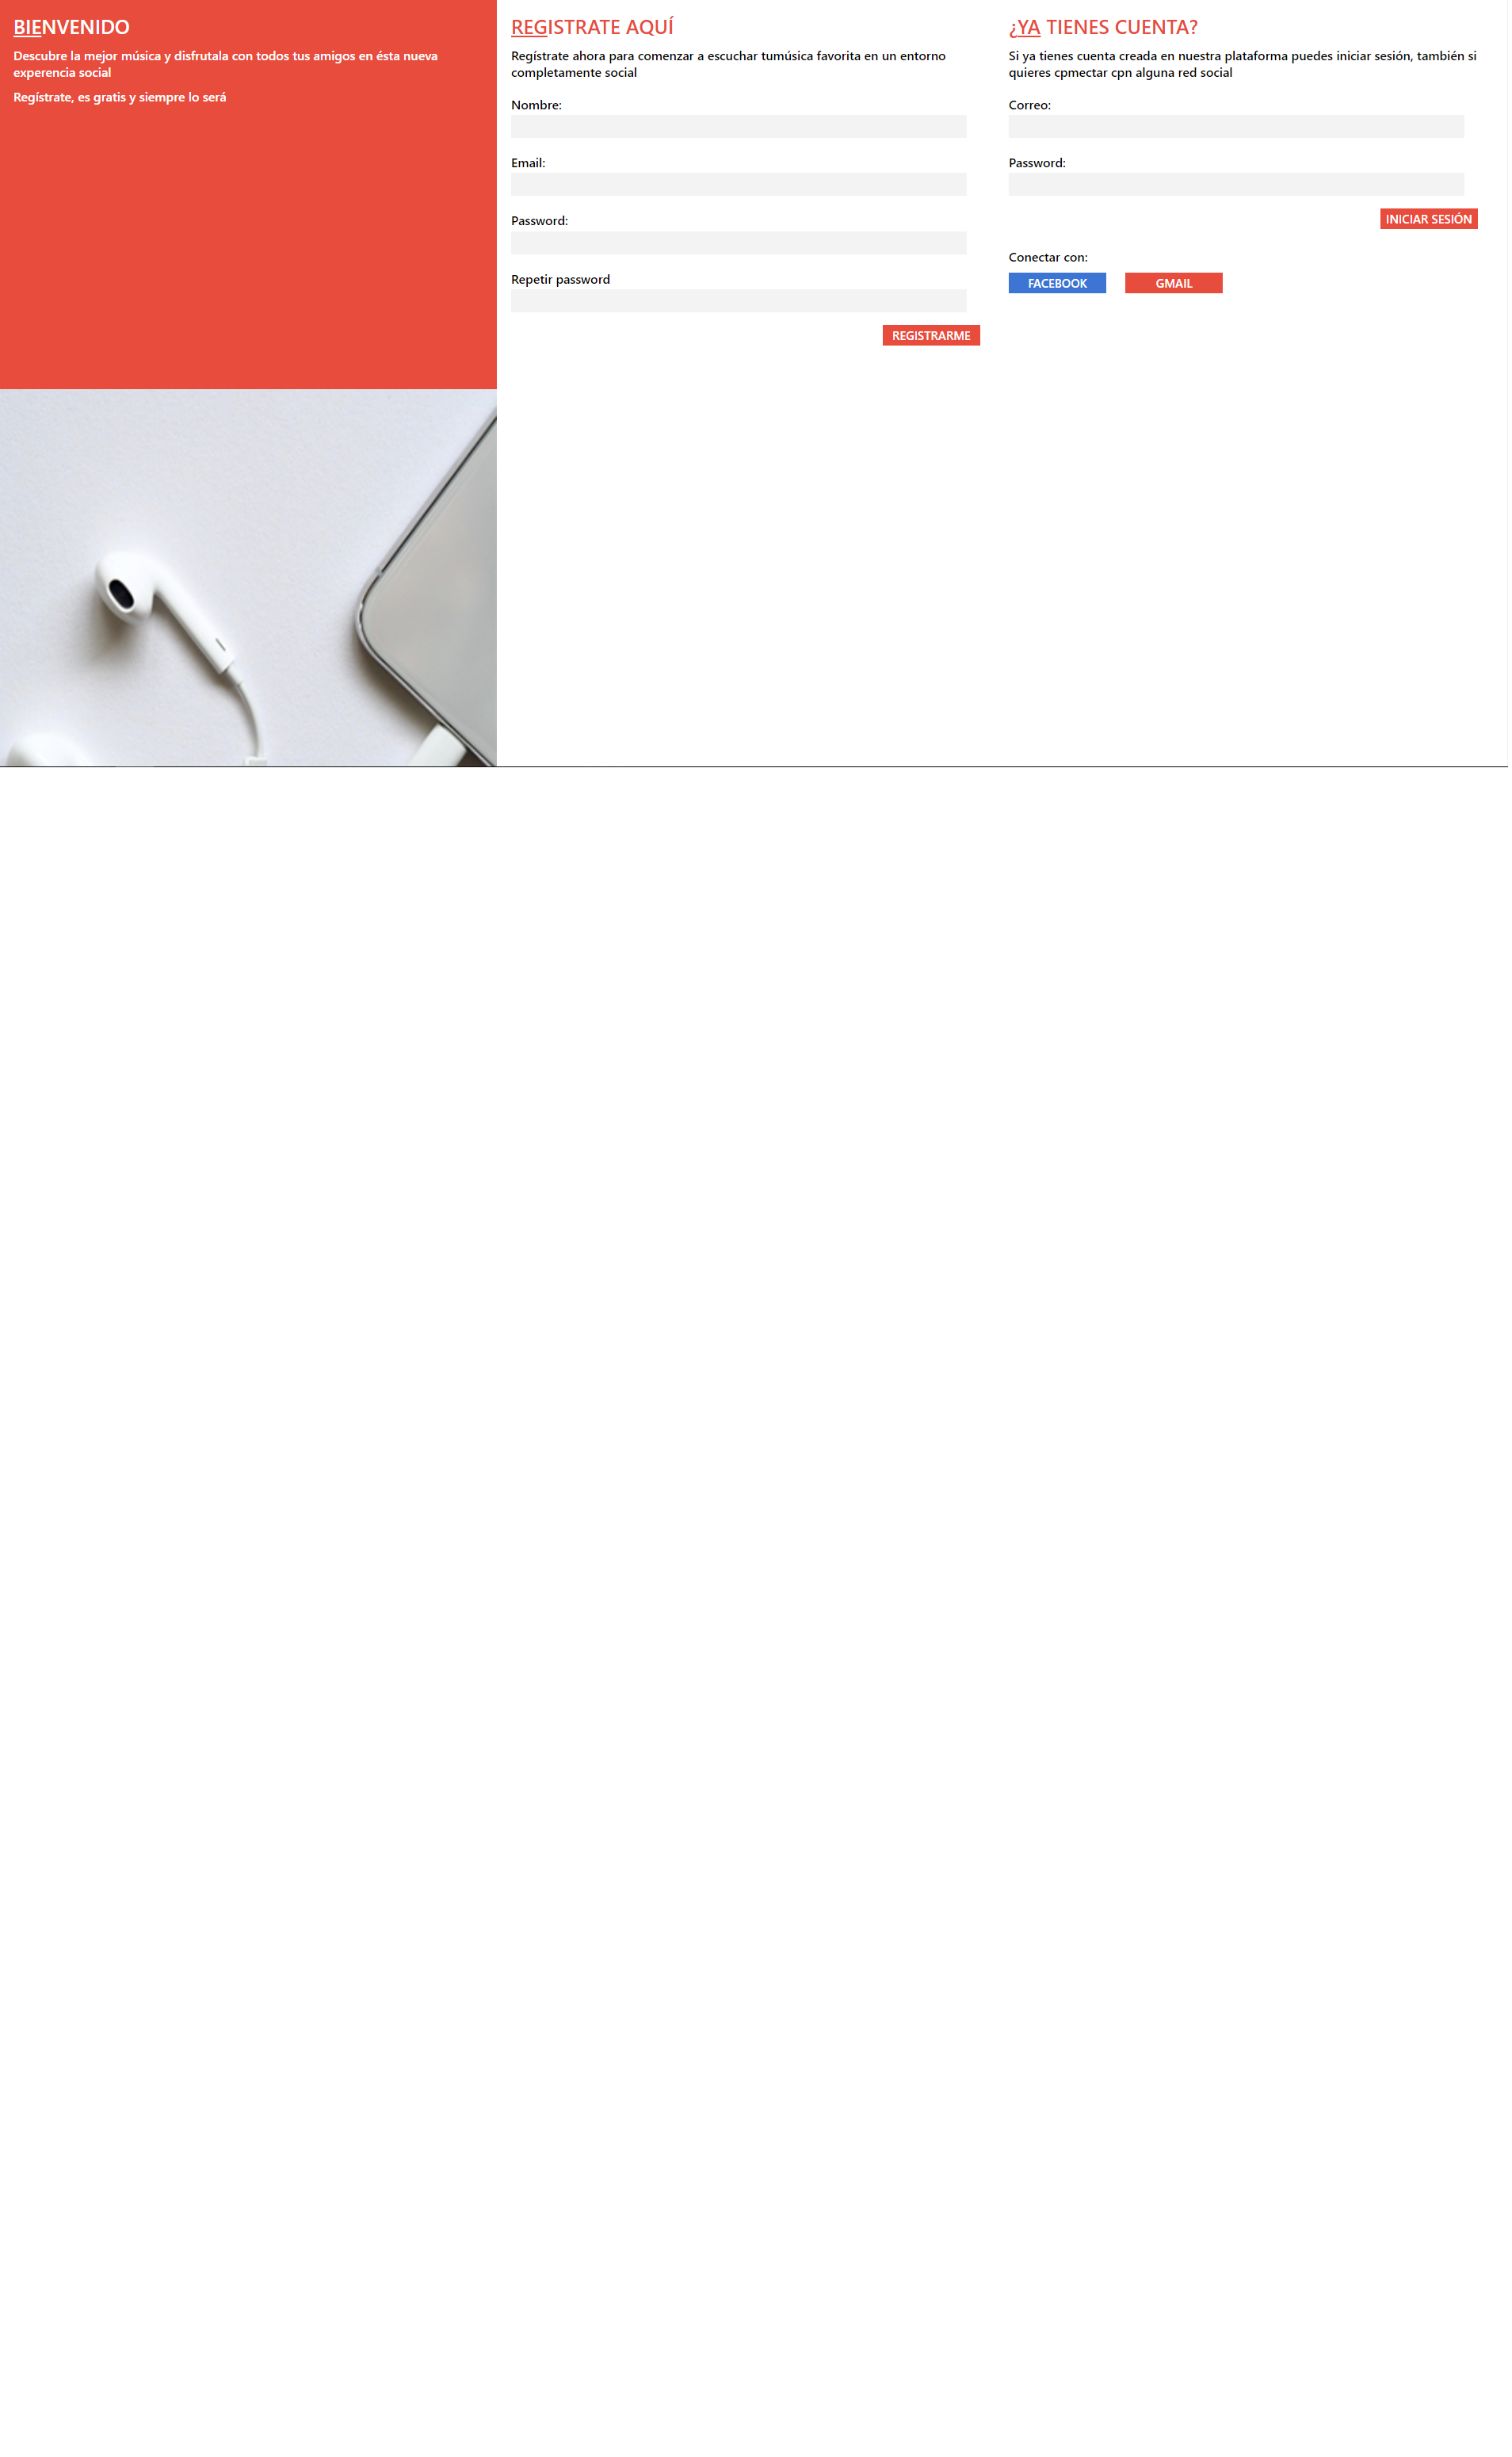 BIENVENIDO
Descubre la mejor música y disfrutala con todos tus amigos en ésta nueva
experencia social
Regístrate, es gratis y siempre lo será
REGISTRATE AQUÍ
Regístrate ahora para comenzar a escuchar tumúsica favorita en un entorno
completamente social
Nombre:
Email:
Password:
Repetir password
REGISTRARME
¿YA TIENES CUENTA?
Si ya tienes cuenta creada en nuestra plataforma puedes iniciar sesión, también si
quieres cpmectar cpn alguna red social
Correo:
Password:
INICIAR SESIÓN
Conectar con:
FACEBOOK
GMAIL